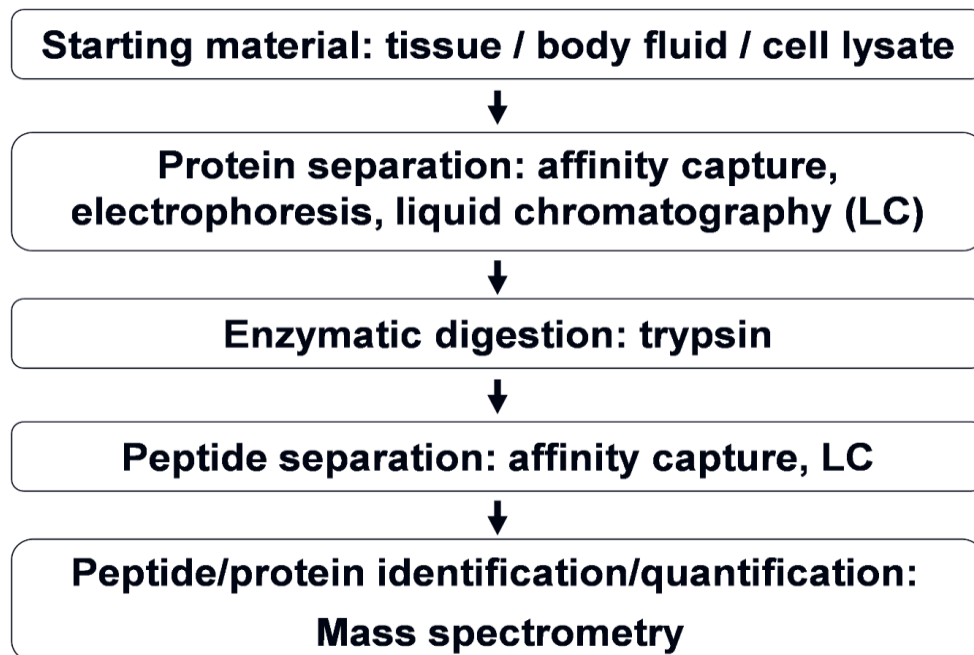 Starting material: tissue / body fluid / cell lysate
Protein separation: affinity capture,
electrophoresis, liquid chromatography (LC)
Enzymatic digestion: trypsin
Peptide separation: affinity capture, LC
Peptide/protein identification/quantification:
Mass spectrometry